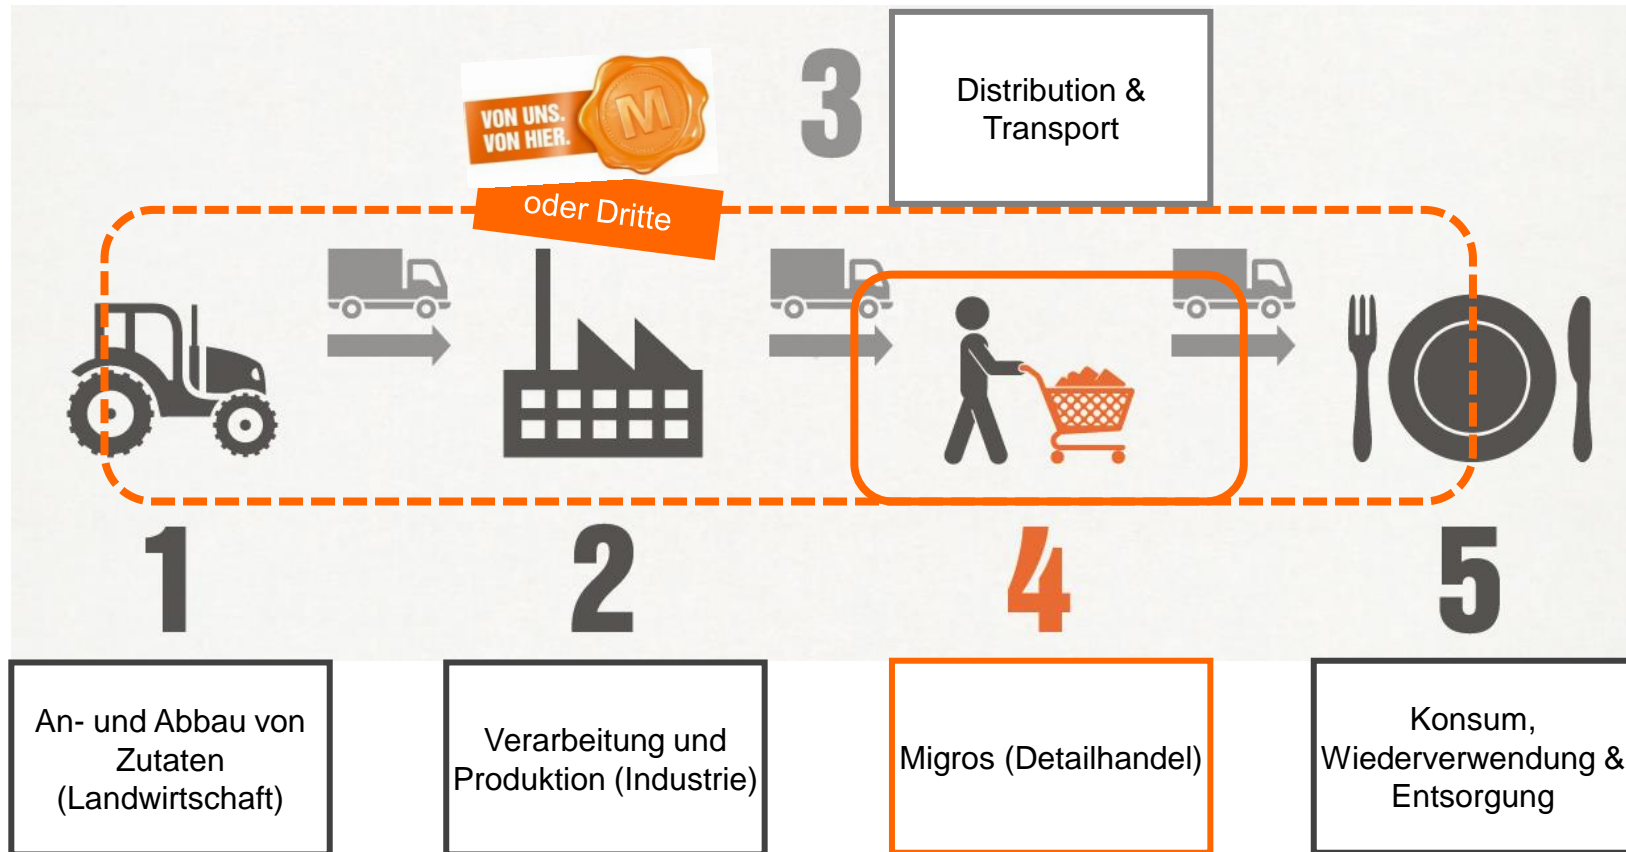 VON UNS.
VON HIER.
M
oder Dritte
3
Distribution &
Transport
1
2
4
5
An- und Abbau von
Zutaten
(Landwirtschaft)
Verarbeitung und
Produktion (Industrie)
Migros (Detailhandel)
Konsum,
Wiederverwendung &
Entsorgung